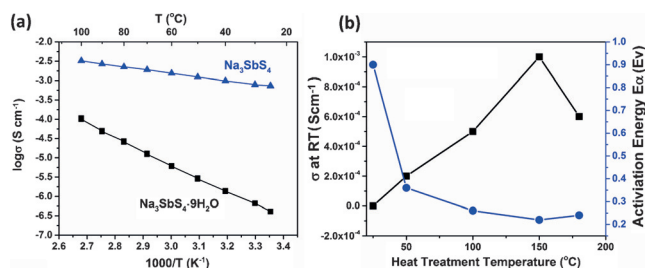 (a)
T (°C)
100 80 60 40 20
-2.0
-2.5
-3.0
-3.5
-4.0
-4.5
-5.0
-5.5
-6.0
-6.5
-7.0
logσ (S cm⁻¹)
Na₃SbS₄
Na₃SbS₄·9H₂O
2.6 2.7 2.8 2.9 3.0 3.1 3.2 3.3 3.4
1000/T (K⁻¹)
(b)
1.0x10⁻³
8.0x10⁻⁴
6.0x10⁻⁴
4.0x10⁻⁴
2.0x10⁻⁴
0.0
-2.0x10⁻⁴
σ at RT( Scm⁻¹)
50 100 150 200
Heat Treatment Temperature (°C)
0.9
0.8
0.7
0.6
0.5
0.4
0.3
0.2
Activiation Energy Eα (Ev)